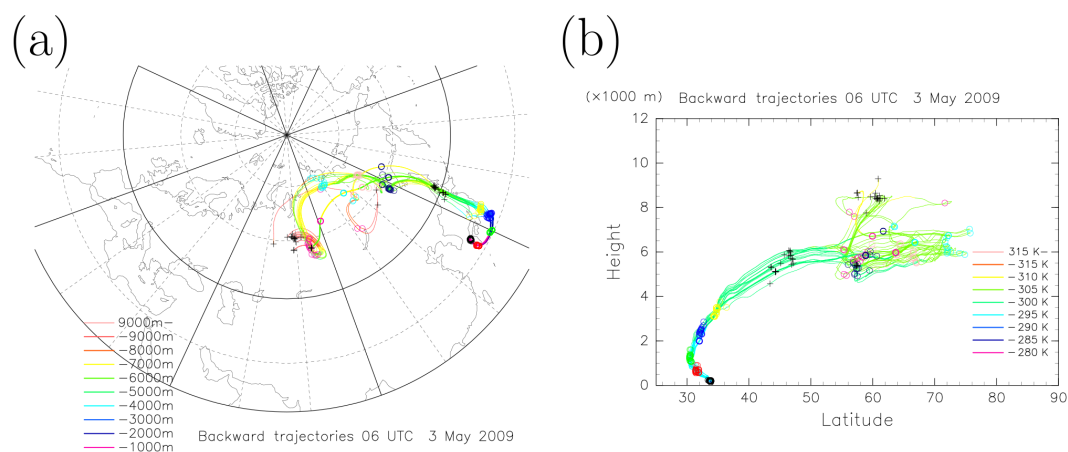 (a)
9000m−
−9000m
−8000m
−7000m
−6000m
−5000m
−4000m
−3000m
−2000m
−1000m
Backward trajectories 06 UTC 3 May 2009
(b)
(×1000 m) Backward trajectories 06 UTC 3 May 2009
12
10
8
6
4
2
0
Height
315 K−
−315 K
−310 K
−305 K
−300 K
−295 K
−290 K
−285 K
−280 K
30 40 50 60 70 80 90
Latitude